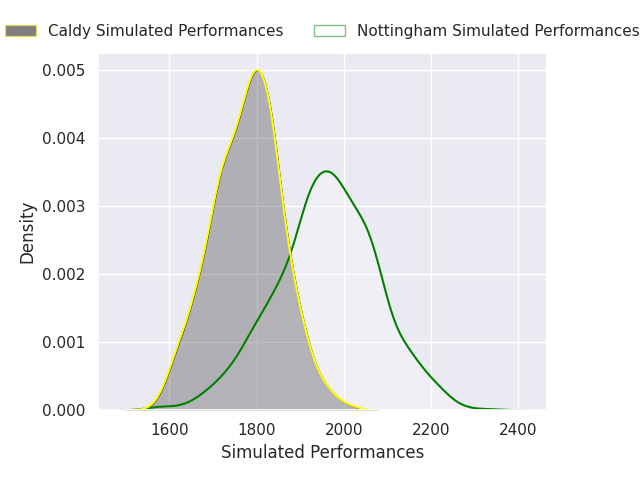 Caldy Simulated Performances
Nottingham Simulated Performances
0.005
0.004
0.003
0.002
0.001
0.000
Density
1600 1800 2000 2200 2400
Simulated Performances